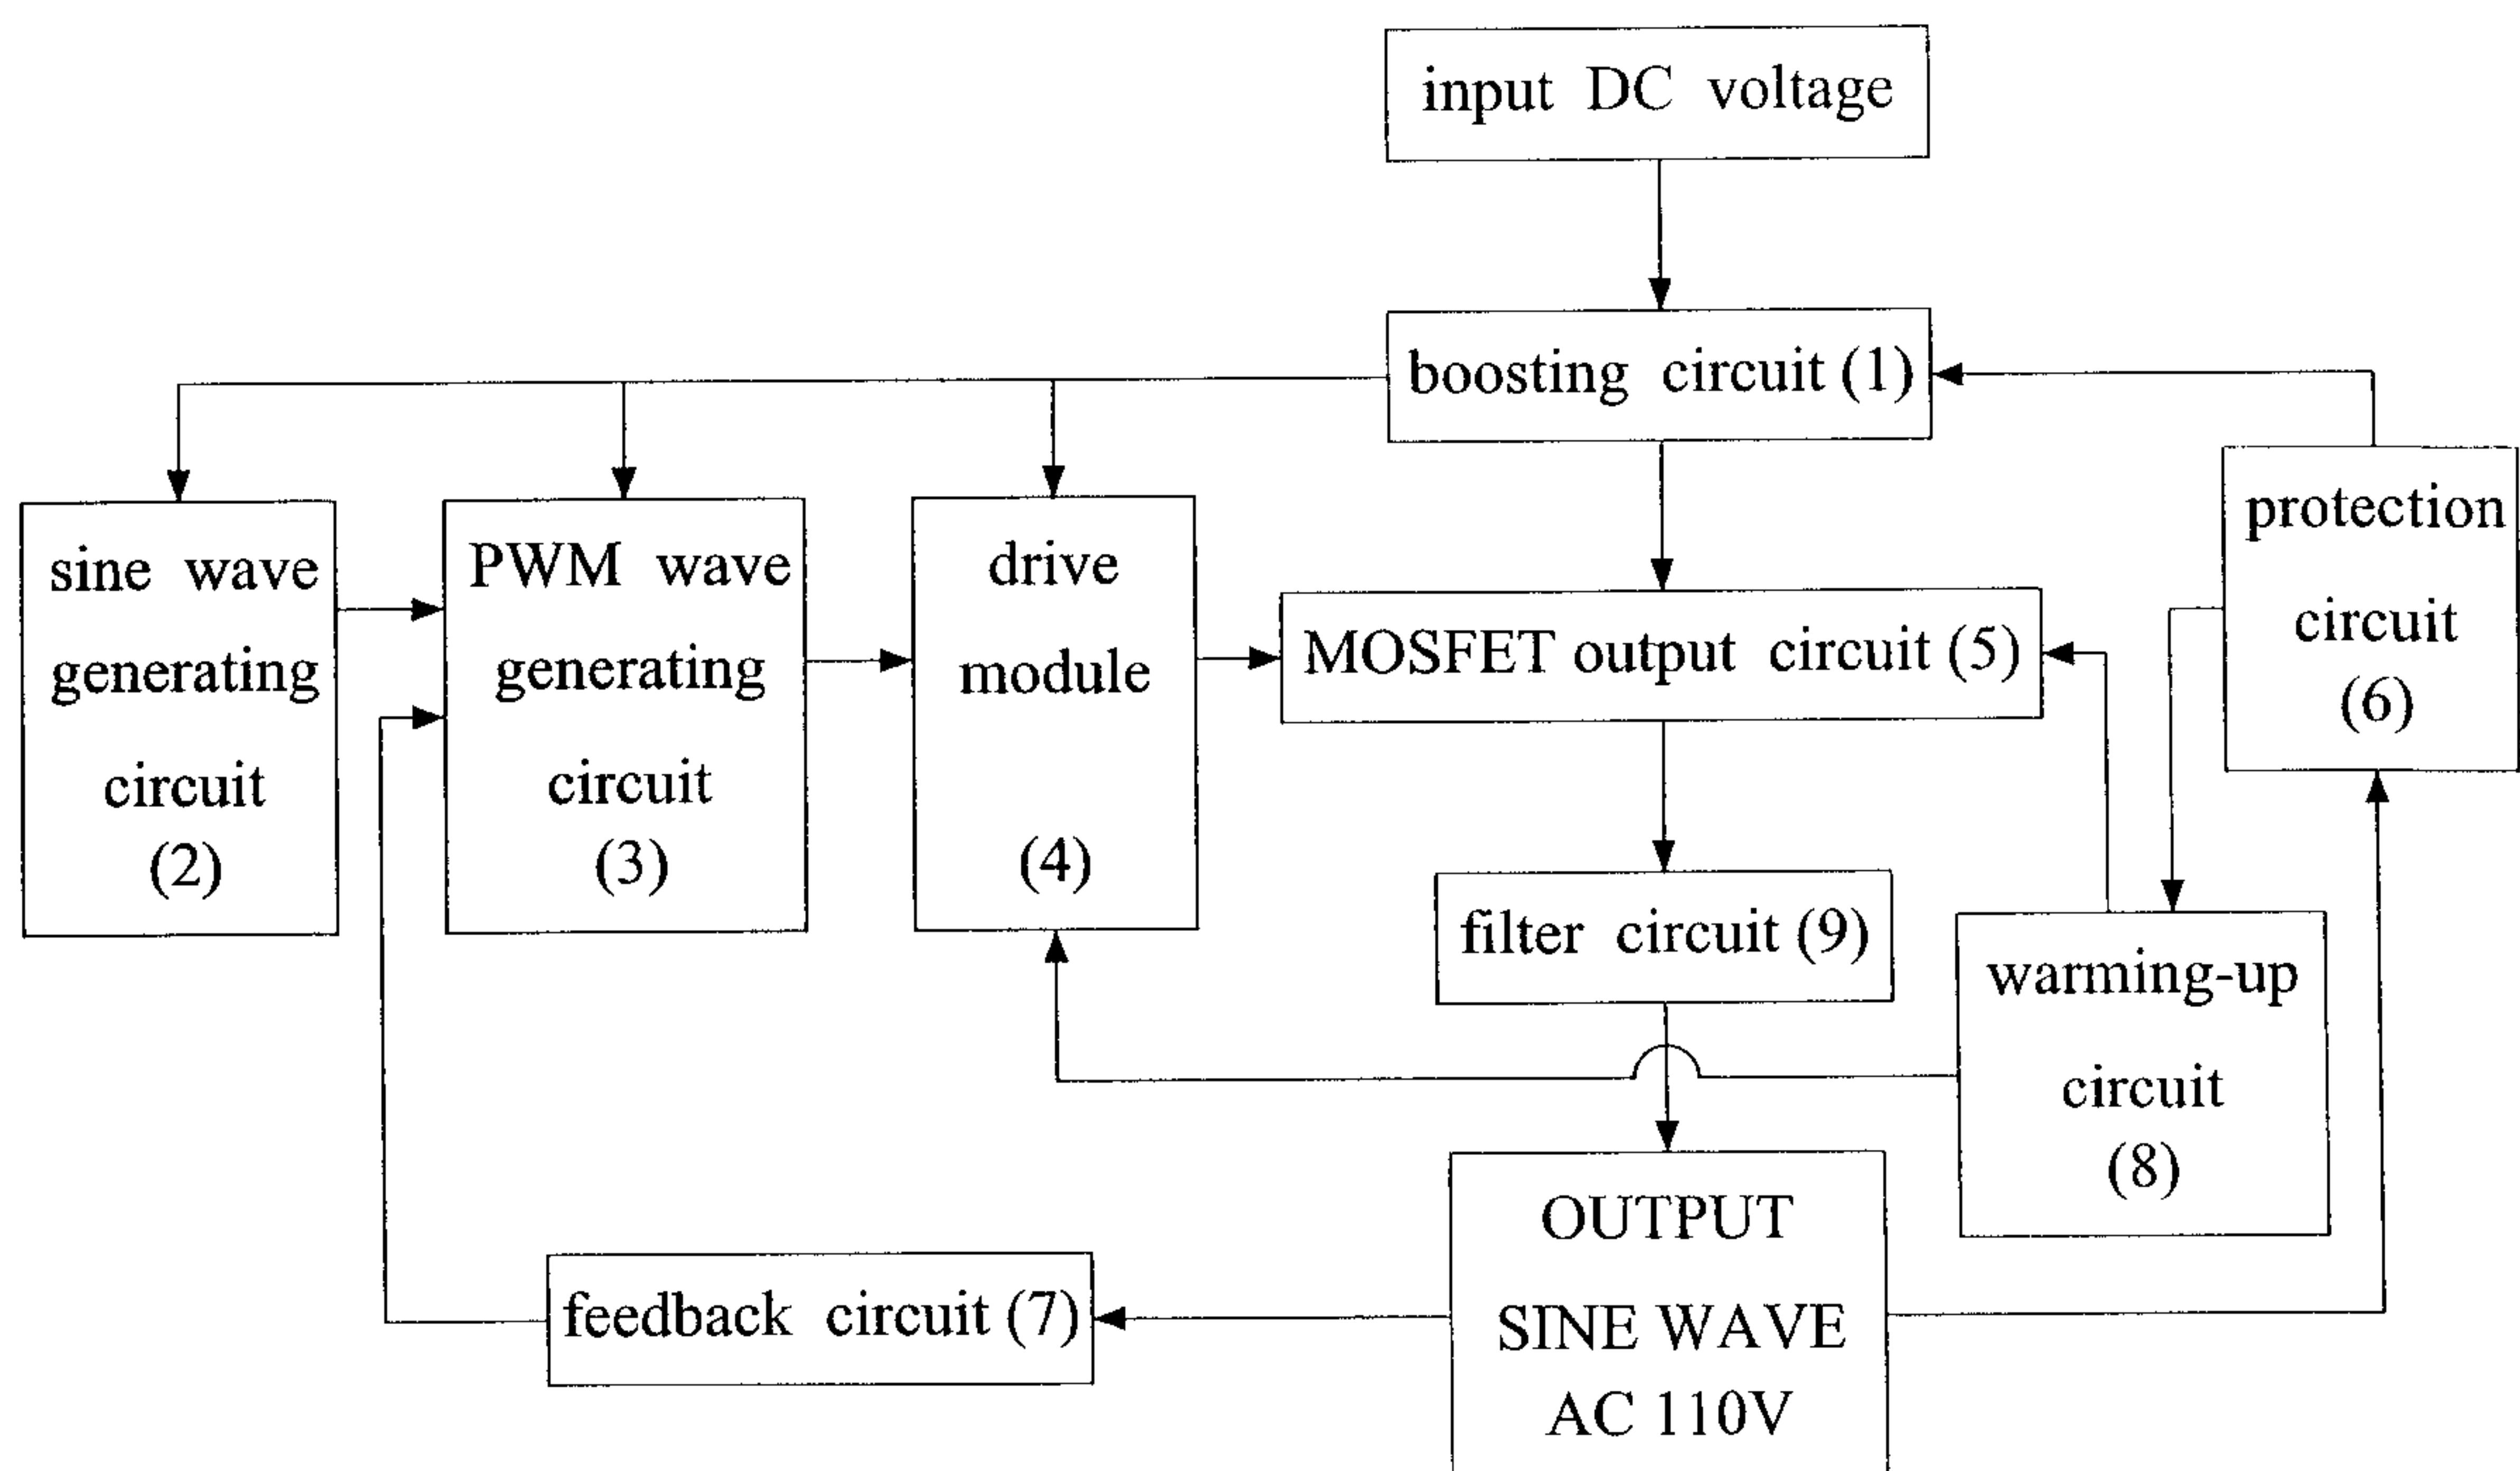 input DC voltage
boosting circuit (1)
sine wave
generating
circuit
(2)
PWM wave
generating
circuit
(3)
drive
module
(4)
MOSFET output circuit (5)
protection
circuit
(6)
filter circuit (9)
warming-up
circuit
(8)
feedback circuit (7)
OUTPUT
SINE WAVE
AC 110V